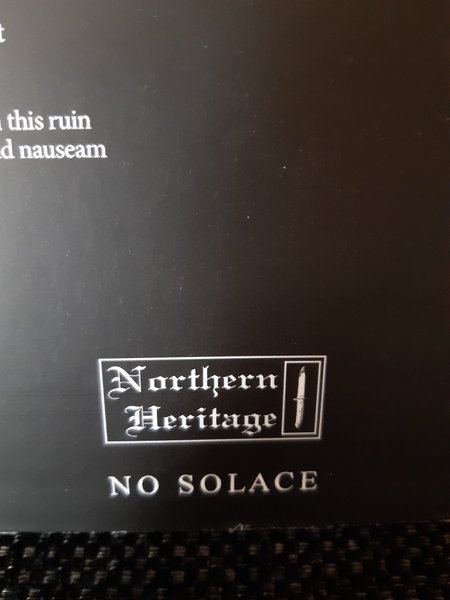 t
this ruin
d nauseam
Northern
Heritage
NO SOLACE